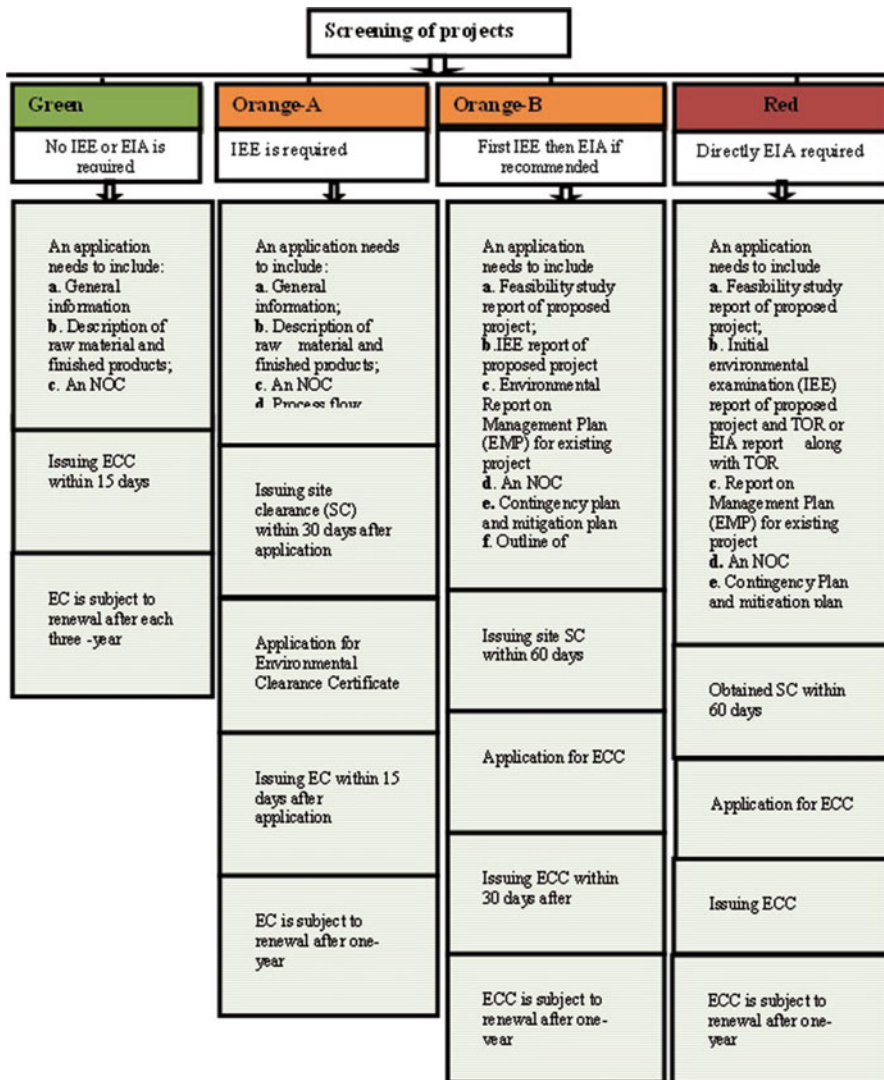 Screening of projects
Green
No IEE or EIA is
required
An application
needs to include:
a. General
information
b. Description of
raw material and
finished products;
c. An NOC
Issuing ECC
within 15 days
EC is subject to
renewal after each
three -year
Orange-A
IEE is required
An application needs
to include:
a. General
information;
b. Description of
raw material and
finished products;
c. An NOC
d. Process flow
Issuing site
clearance (SC)
within 30 days after
application
Application for
Environmental
Clearance Certificate
Issuing EC within 15
days after
application
EC is subject to
renewal after one-
year
Orange-B
First IEE then EIA if
recommended
An application
needs to include
a. Feasibility study
report of proposed
project;
b.IEE report of
proposed project
c. Environmental
Report on
Management Plan
(EMP) for existing
project
d. An NOC
e. Contingency plan
and mitigation plan
f. Outline of
Issuing site SC
within 60 days
Application for ECC
Issuing ECC within
30 days after
ECC is subject to
renewal after one-
year
Red
Directly EIA required
An application
needs to include
a. Feasibility study
report of proposed
project;
b. Initial
environmental
examination (IEE)
report of proposed
project and TOR or
EIA report along
with TOR
c. Report on
Management Plan
(EMP) for existing
project
d. An NOC
e. Contingency Plan
and mitigation plan
Obtained SC within
60 days
Application for ECC
Issuing ECC
ECC is subject to
renewal after one-
year